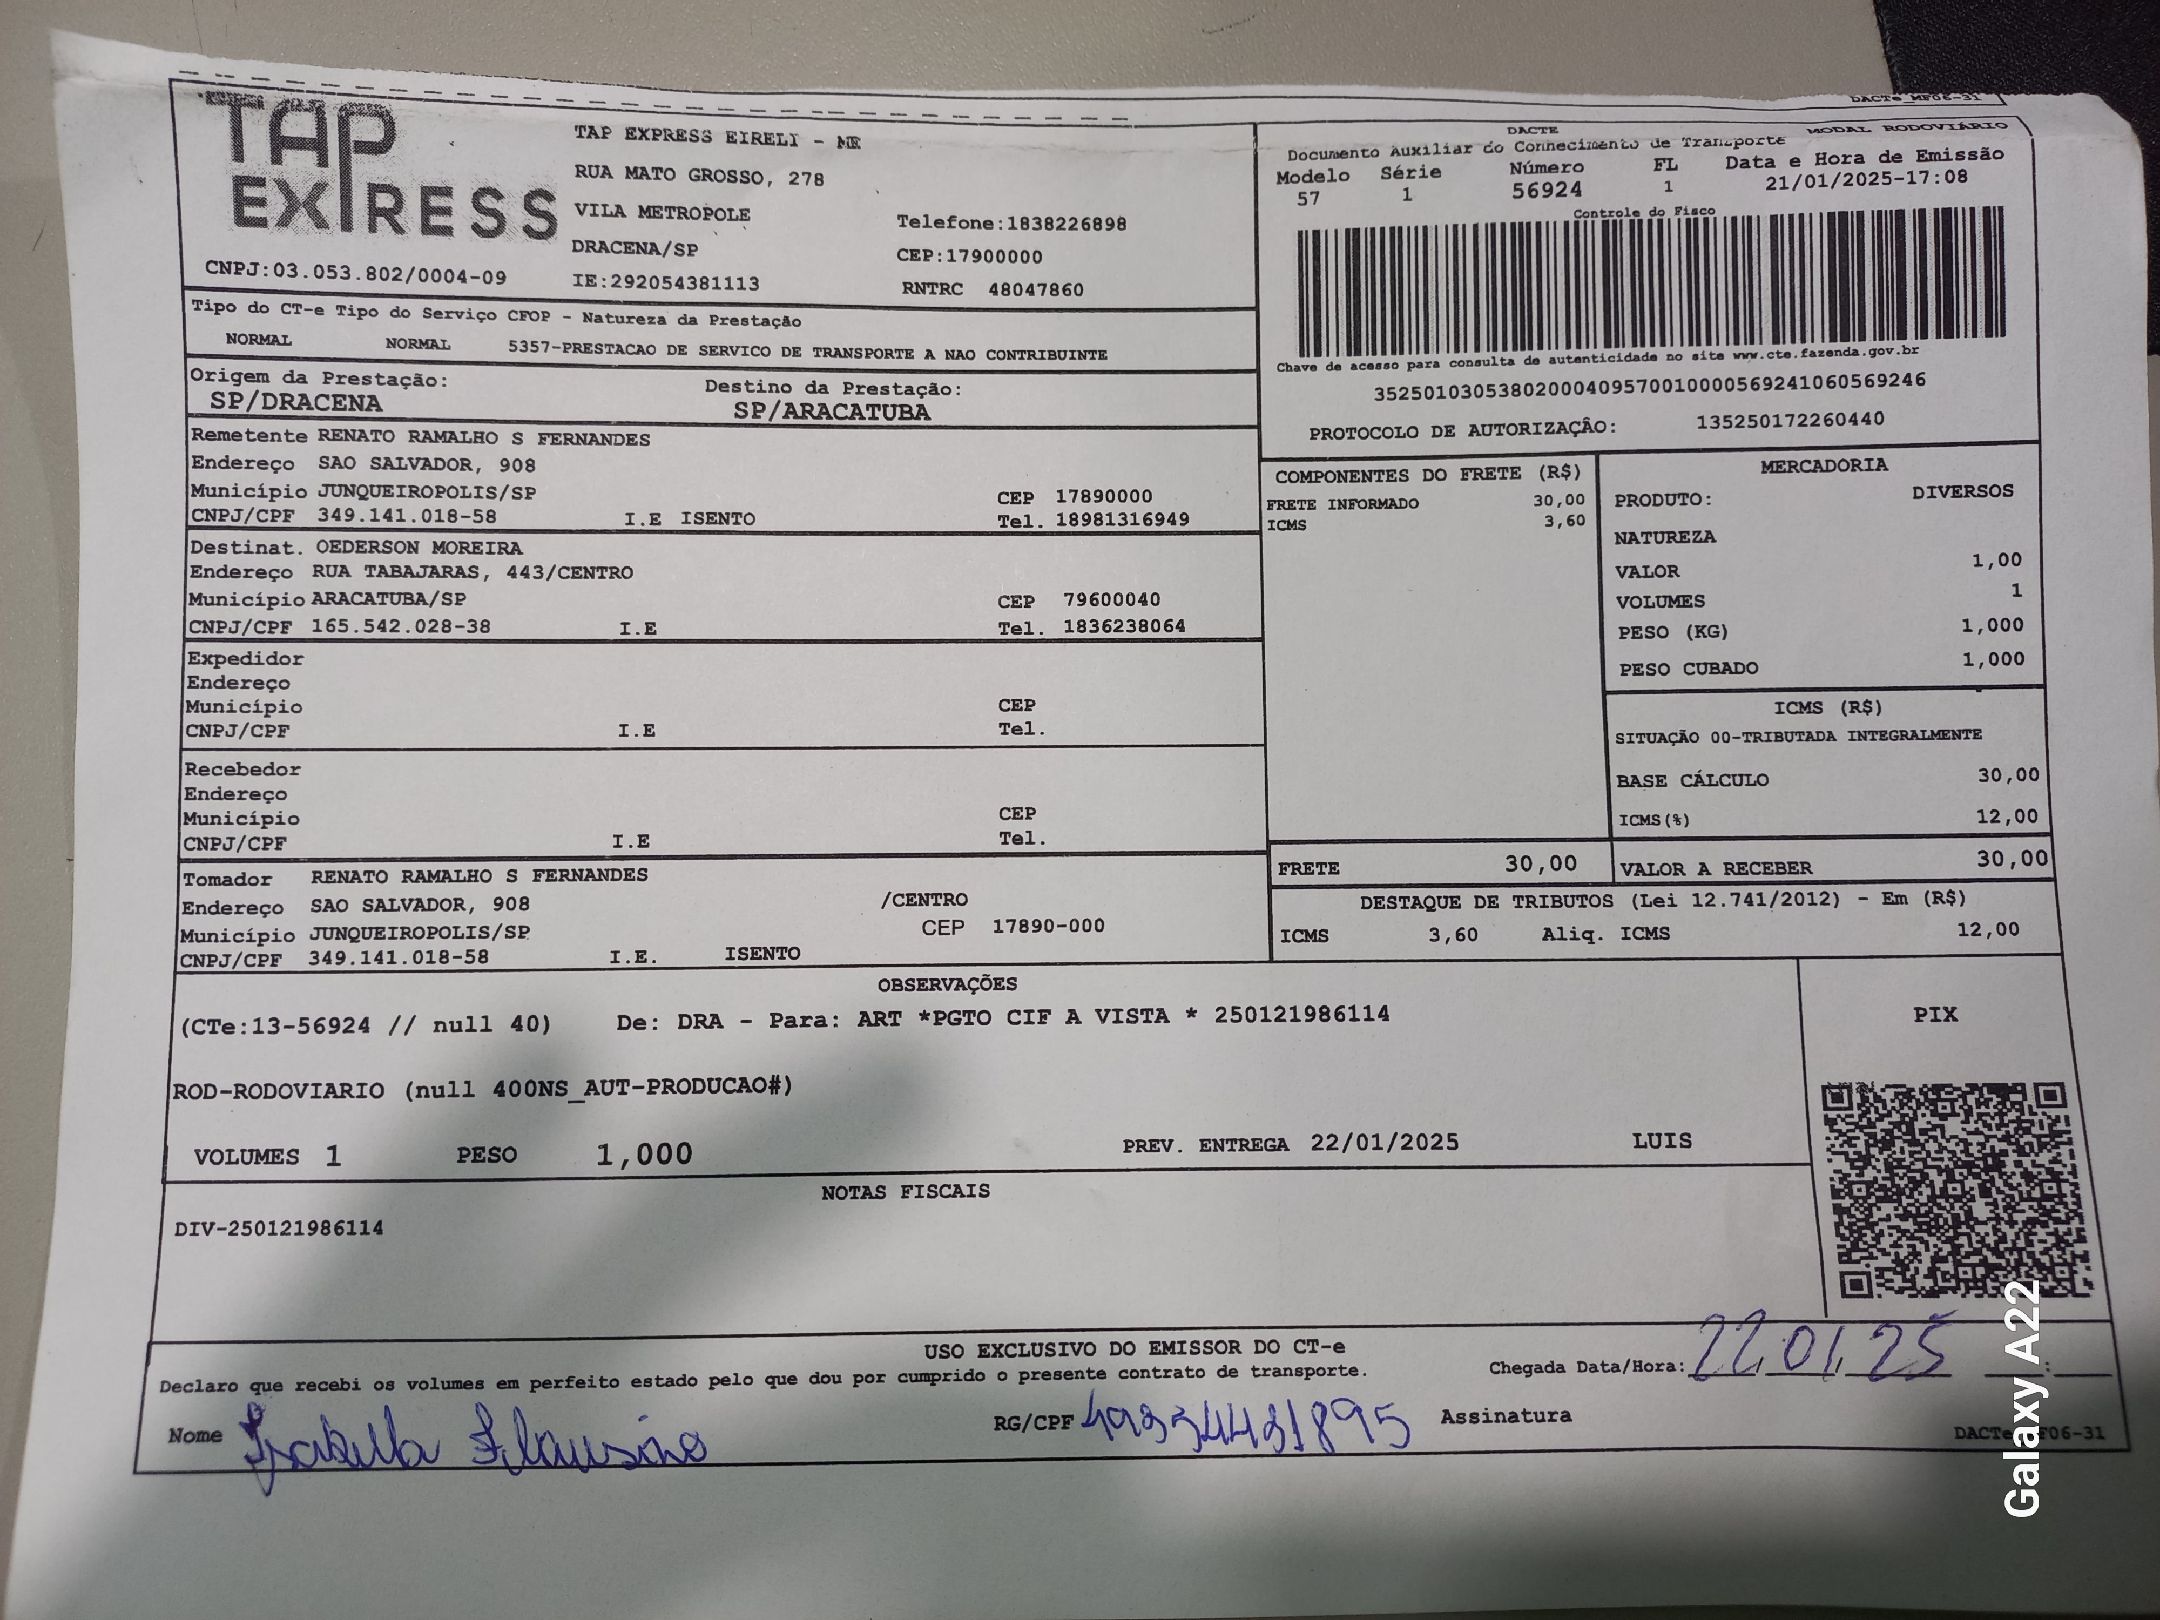 DACTe_MF06-31
TAP
EXPRESS
CNPJ:03.053.802/0004-09
TAP EXPRESS EIRELI - ME
RUA MATO GROSSO, 278
VILA METROPOLE
Telefone:1838226898
DRACENA/SP
CEP:17900000
IE:292054381113
RNTRC 48047860
DACTE
MODAL RODOVIÁRIO
Documento Auxiliar do Conhecimento de Transporte
Modelo Série Número FL Data e Hora de Emissão
57 1 56924 1 21/01/2025-17:08
Controle do Fisco
Chave de acesso para consulta de autenticidade no site www.cte.fazenda.gov.br
35250103053802000409570010000569241060569246
PROTOCOLO DE AUTORIZAÇÂO: 135250172260440
Tipo do CT-e Tipo do Serviço CFOP - Natureza da Prestação
NORMAL NORMAL 5357-PRESTACAO DE SERVICO DE TRANSPORTE A NAO CONTRIBUINTE
Origem da Prestação: Destino da Prestação:
SP/DRACENA SP/ARACATUBA
Remetente RENATO RAMALHO S FERNANDES
Endereço SAO SALVADOR, 908
Município JUNQUEIROPOLIS/SP CEP 17890000
CNPJ/CPF 349.141.018-58 I.E ISENTO Tel. 18981316949
Destinat. OEDERSON MOREIRA
Endereço RUA TABAJARAS, 443/CENTRO
Município ARACATUBA/SP CEP 79600040
CNPJ/CPF 165.542.028-38 I.E Tel. 1836238064
Expedidor
Endereço
Município CEP
CNPJ/CPF I.E Tel.
Recebedor
Endereço
Município CEP
CNPJ/CPF I.E Tel.
Tomador RENATO RAMALHO S FERNANDES
Endereço SAO SALVADOR, 908 /CENTRO
Município JUNQUEIROPOLIS/SP CEP 17890-000
CNPJ/CPF 349.141.018-58 I.E. ISENTO
COMPONENTES DO FRETE (R$)
FRETE INFORMADO 30,00
ICMS 3,60
MERCADORIA
PRODUTO: DIVERSOS
NATUREZA
VALOR 1,00
VOLUMES 1
PESO (KG) 1,000
PESO CUBADO 1,000
ICMS (R$)
SITUAÇÃO 00-TRIBUTADA INTEGRALMENTE
BASE CÁLCULO 30,00
ICMS(%) 12,00
FRETE 30,00 VALOR A RECEBER 30,00
DESTAQUE DE TRIBUTOS (Lei 12.741/2012) - Em (R$)
ICMS 3,60 Aliq. ICMS 12,00
OBSERVAÇÕES
(CTe:13-56924 // null 40) De: DRA - Para: ART *PGTO CIF A VISTA * 250121986114
ROD-RODOVIARIO (null 400NS_AUT-PRODUCAO#)
VOLUMES 1 PESO 1,000 PREV. ENTREGA 22/01/2025 LUIS
PIX
NOTAS FISCAIS
DIV-250121986114
USO EXCLUSIVO DO EMISSOR DO CT-e
Declaro que recebi os volumes em perfeito estado pelo que dou por cumprido o presente contrato de transporte.
Chegada Data/Hora: 22 01 25 :
Nome Isabella RG/CPF Assinatura
Galaxy A22